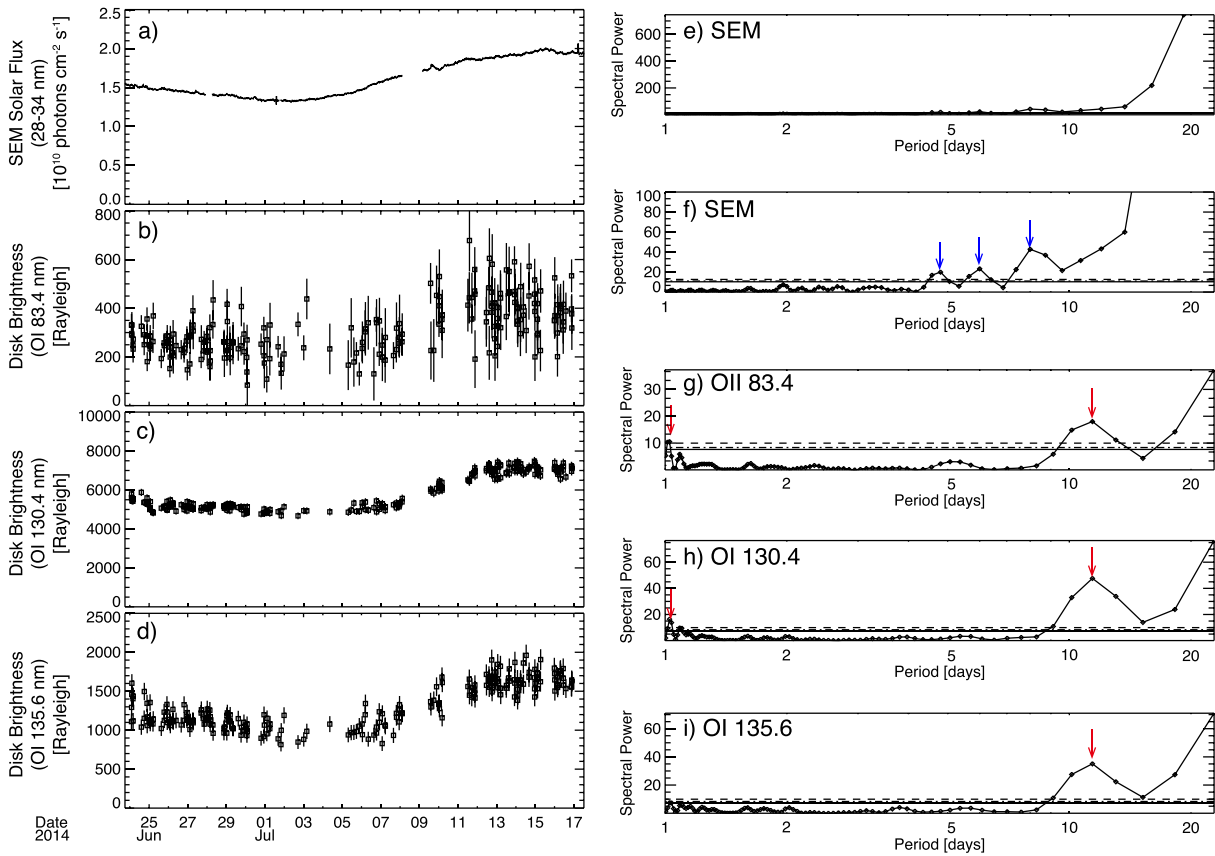 a)
SEM Solar Flux
(28-34 nm)
[10¹⁰ photons cm⁻² s⁻¹]
2.5
2.0
1.5
1.0
0.5
0.0
b)
Disk Brightness
(OI 83.4 nm)
[Rayleigh]
800
600
400
200
0
c)
Disk Brightness
(OI 130.4 nm)
[Rayleigh]
10000
8000
6000
4000
2000
0
d)
Disk Brightness
(OI 135.6 nm)
[Rayleigh]
2500
2000
1500
1000
500
0
25 27 29 01 03 05 07 09 11 13 15 17
Date
2014
Jun Jul
e) SEM
Spectral Power
600
400
200
1 2 5 10 20
Period [days]
f) SEM
Spectral Power
100
80
60
40
20
0
1 2 5 10 20
Period [days]
g) OII 83.4
Spectral Power
30
20
10
1 2 5 10 20
Period [days]
h) OI 130.4
Spectral Power
60
40
20
1 2 5 10 20
Period [days]
i) OI 135.6
Spectral Power
60
40
20
0
1 2 5 10 20
Period [days]